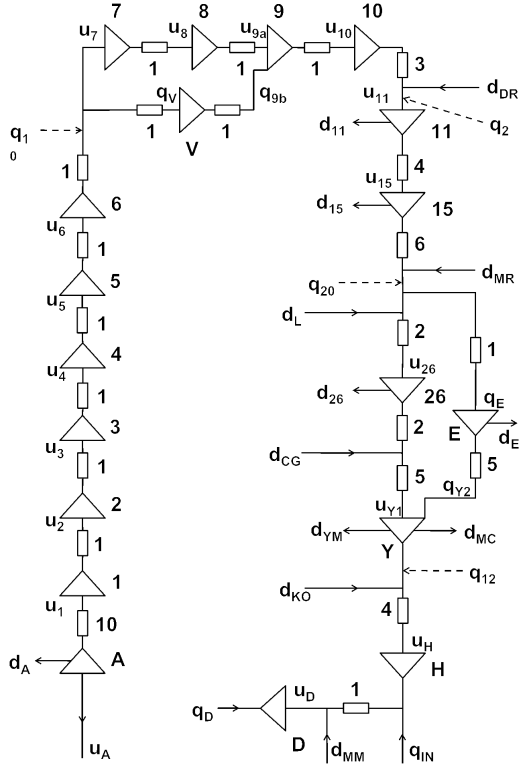 7 8 9 10
u7 u8 u9a u10
1 1 1 3
qV q9b
1 1
V
dDR
u11
q1
0
d11 11 q2
1 4
u15
6 d15 15
u6
1 6
5 q20 dMR
u5
1 dL
2 1
4
u4 u26
1 d26 26 qE
E dE
3 2
u3
1 dCG 5 5
qY2
2 uY1
u2 dYM Y dMC
1
q12
1 dKO
u1 4
10 uH
A H
dA
uD 1
qD
D
uA dMM qIN